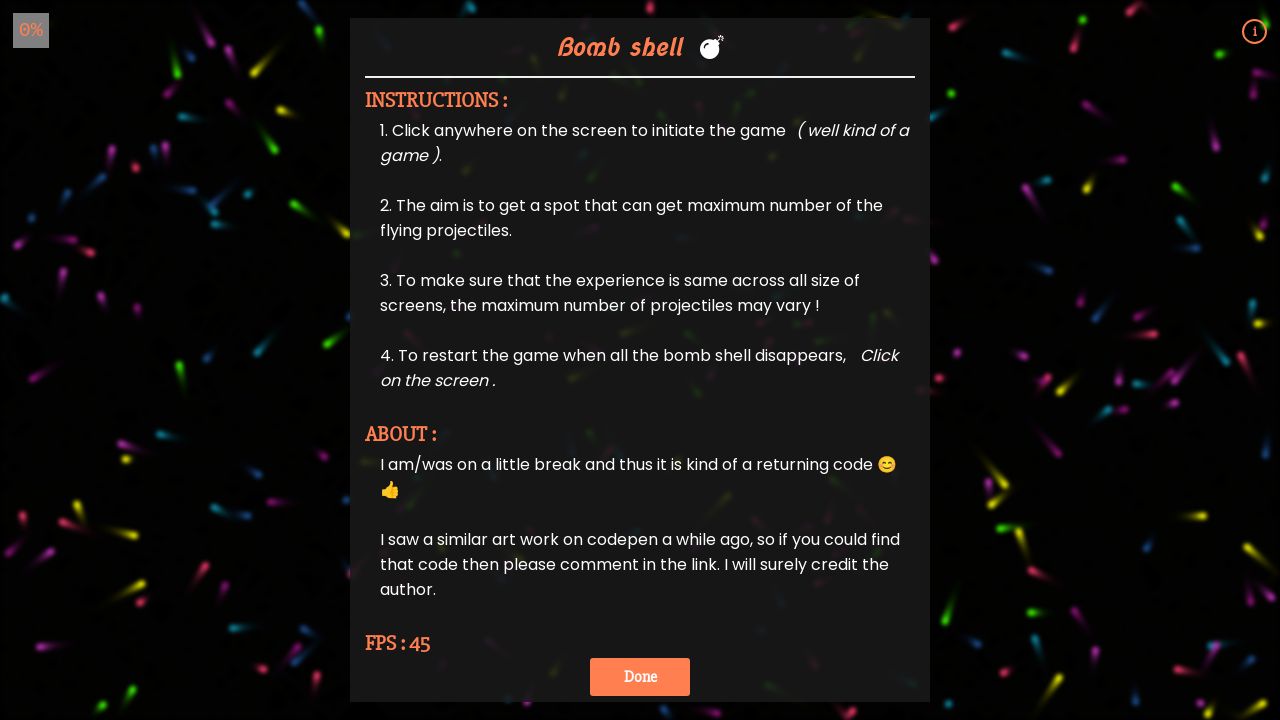 0%
i
Bomb shell 💣
INSTRUCTIONS :
1. Click anywhere on the screen to initiate the game ( well kind of a
game ).
2. The aim is to get a spot that can get maximum number of the
flying projectiles.
3. To make sure that the experience is same across all size of
screens, the maximum number of projectiles may vary !
4. To restart the game when all the bomb shell disappears, Click
on the screen .
ABOUT :
I am/was on a little break and thus it is kind of a returning code 😊
👍
I saw a similar art work on codepen a while ago, so if you could find
that code then please comment in the link. I will surely credit the
author.
FPS : 45
Done